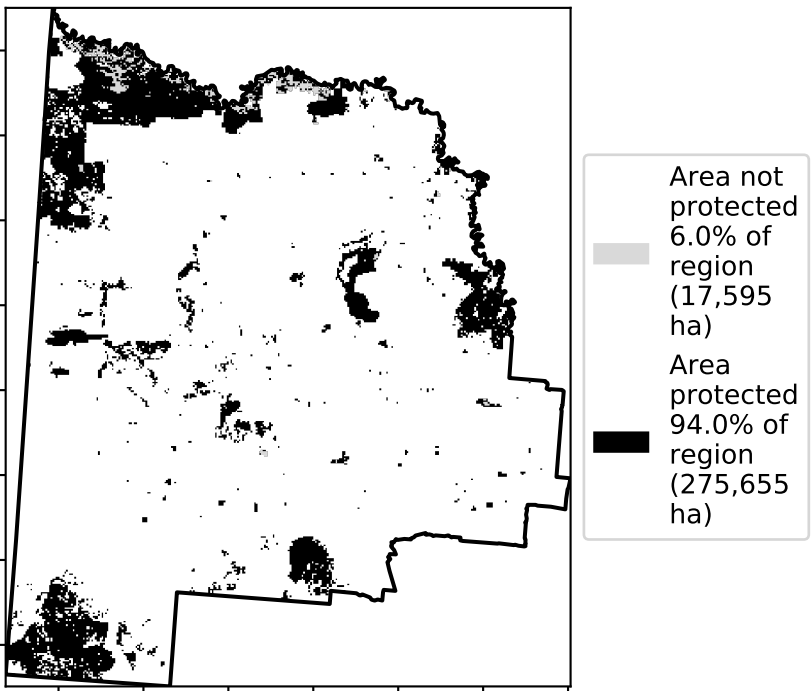 Area not
protected
6.0% of
region
(17,595
ha)
Area
protected
94.0% of
region
(275,655
ha)